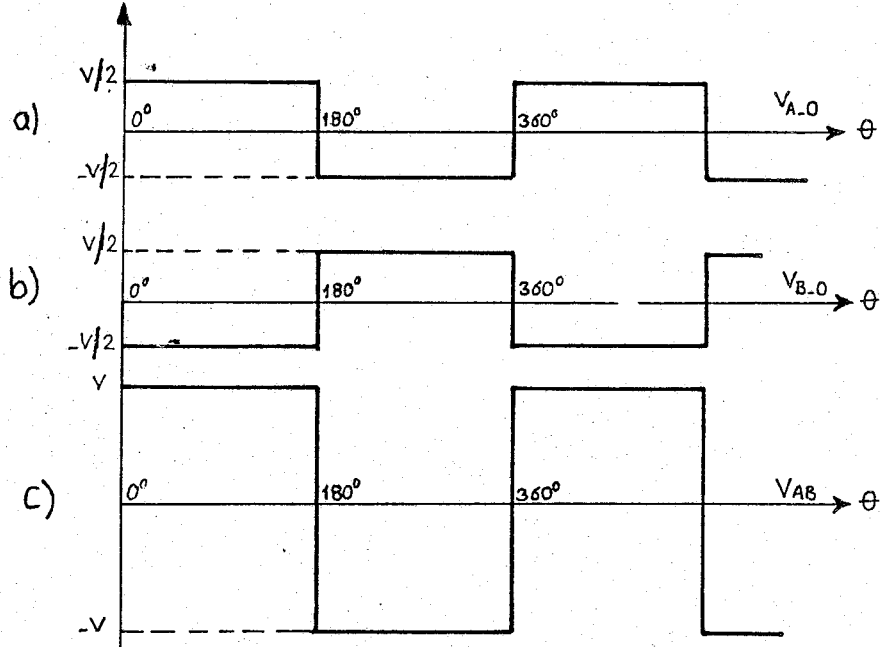 V/2
a)
0° 180° 360° V_A-0 θ
-V/2
V/2
b)
0° 180° 360° V_B-0 θ
-V/2
V
c)
0° 180° 360° V_AB θ
-V